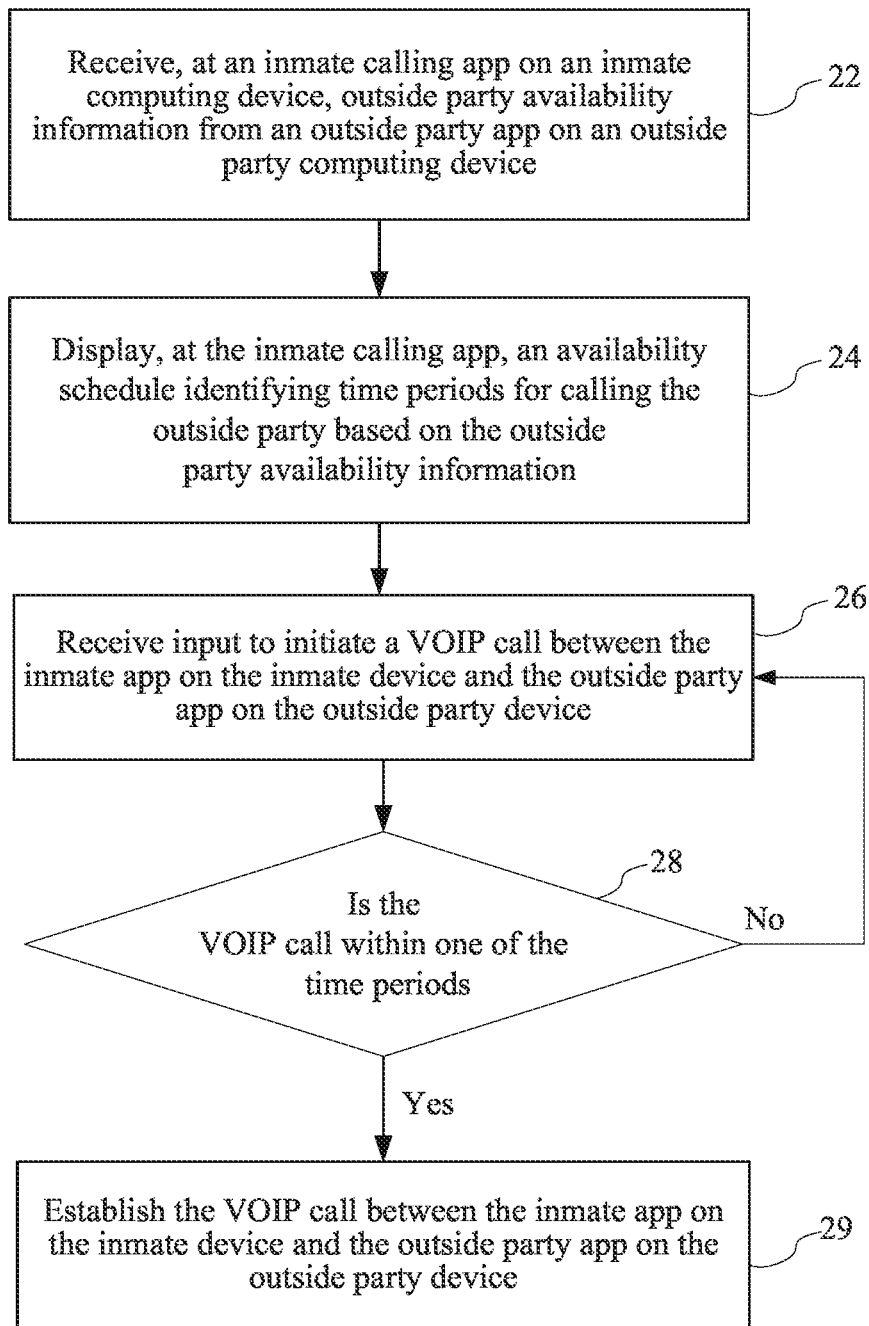 Receive, at an inmate calling app on an inmate
computing device, outside party availability
information from an outside party app on an outside
party computing device
22
Display, at the inmate calling app, an availability
schedule identifying time periods for calling the
outside party based on the outside
party availability information
24
26
Receive input to initiate a VOIP call between the
inmate app on the inmate device and the outside party
app on the outside party device
28
Is the
VOIP call within one of the
time periods
No
Yes
Establish the VOIP call between the inmate app on
the inmate device and the outside party app on the
outside party device
29